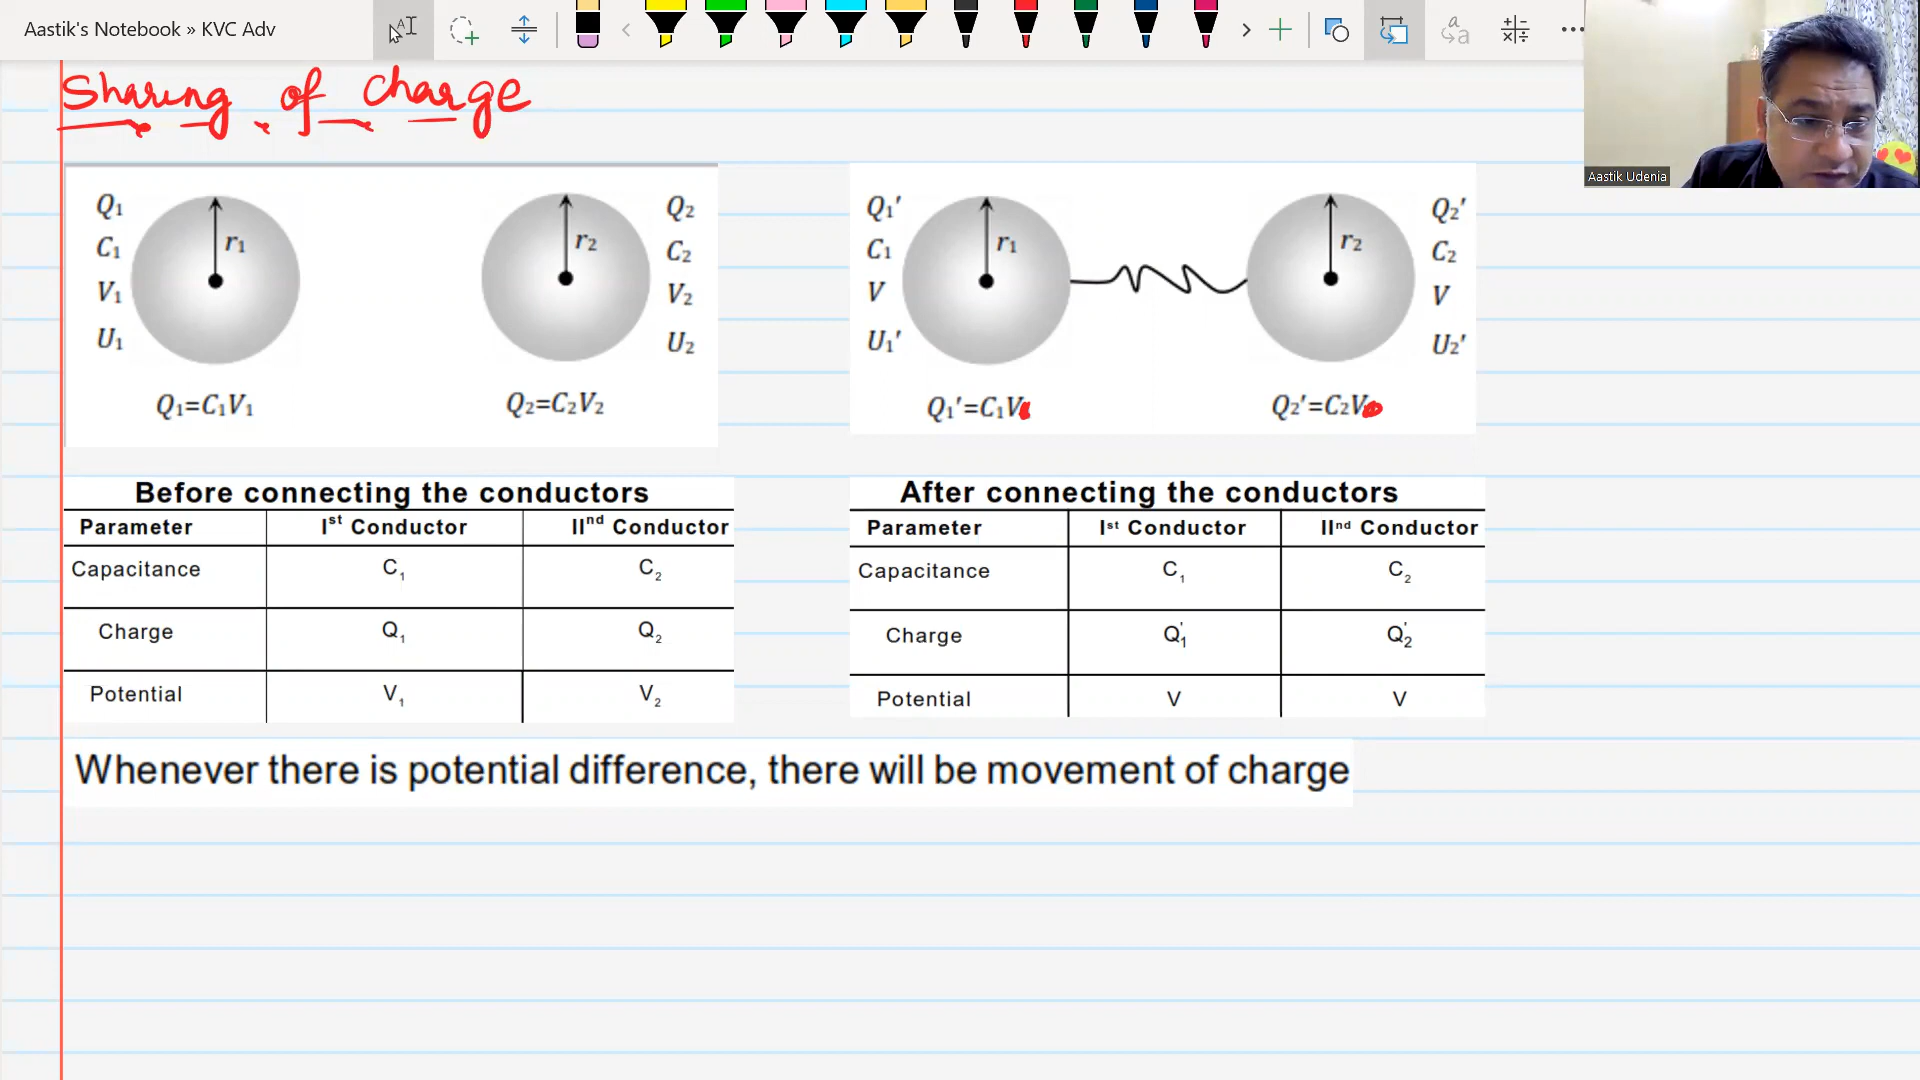 Aastik's Notebook » KVC Adv
Sharing of charge
Q₁
C₁
V₁
U₁
r₁
Q₁=C₁V₁
r₂
Q₂
C₂
V₂
U₂
Q₂=C₂V₂
Q₁′
C₁
V
U₁′
r₁
Q₁′=C₁V
r₂
Q₂′
C₂
V
U₂′
Q₂′=C₂V
Aastik Udenia
Before connecting the conductors
Parameter Iˢᵗ Conductor IIⁿᵈ Conductor
Capacitance C₁ C₂
Charge Q₁ Q₂
Potential V₁ V₂
After connecting the conductors
Parameter Iˢᵗ Conductor IIⁿᵈ Conductor
Capacitance C₁ C₂
Charge Q₁' Q₂'
Potential V V
Whenever there is potential difference, there will be movement of charge